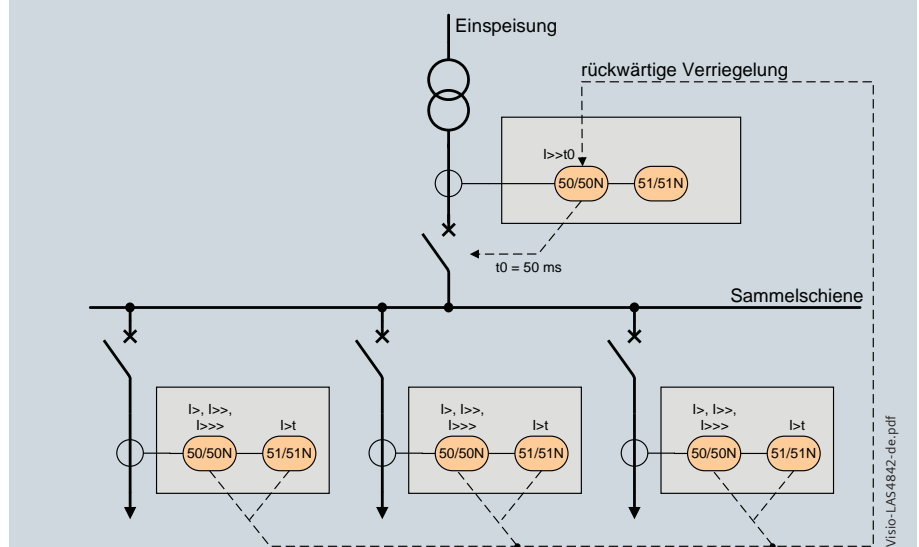 Einspeisung
rückwärtige Verriegelung
I>>t0
50/50N
51/51N
t0 = 50 ms
Sammelschiene
I>, I>>,
I>>>
I>t
50/50N
51/51N
I>, I>>,
I>>>
I>t
50/50N
51/51N
I>, I>>,
I>>>
I>t
50/50N
51/51N
Visio-LAS4842-de.pdf